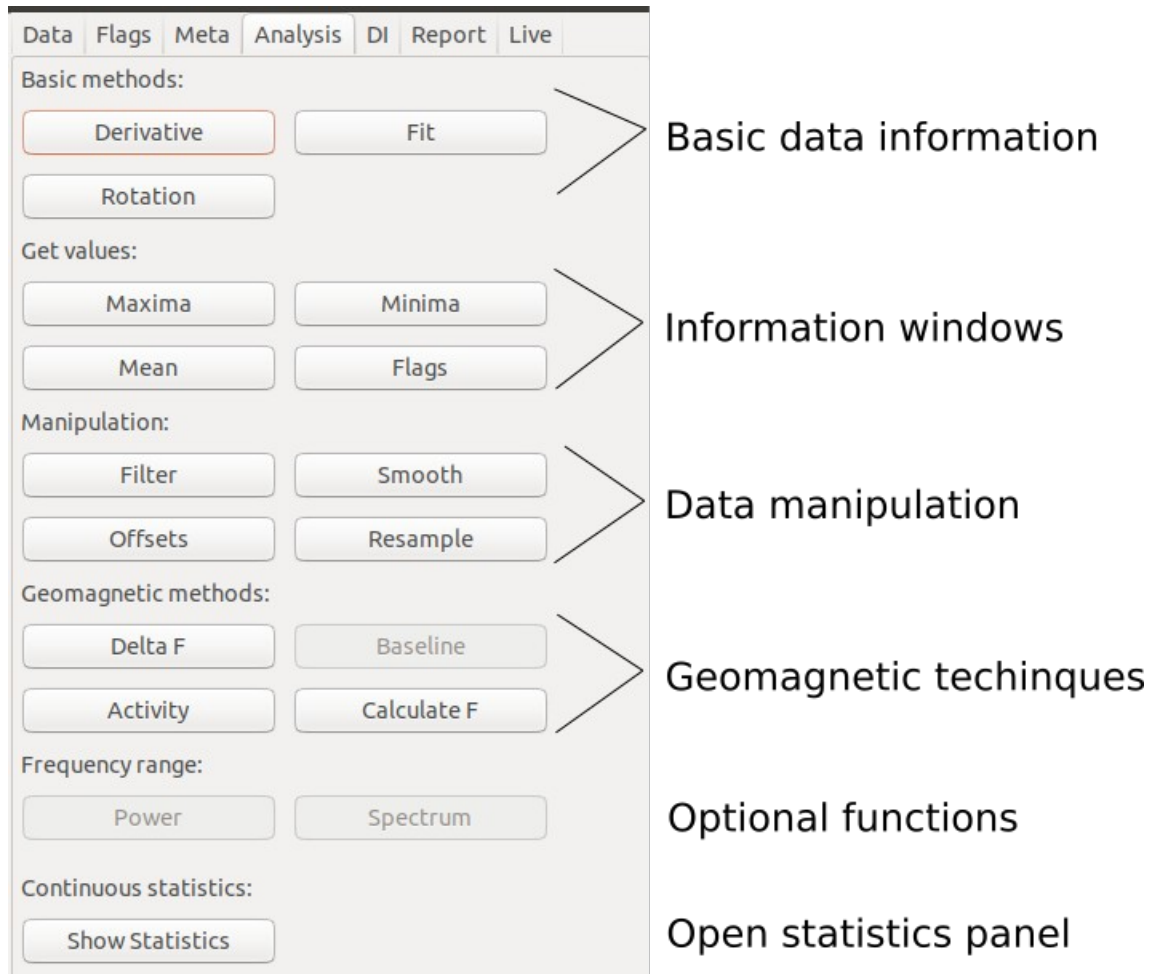 Data Flags Meta Analysis DI Report Live
Basic methods:
Derivative Fit
Basic data information
Rotation
Get values:
Maxima Minima
Information windows
Mean Flags
Manipulation:
Filter Smooth
Data manipulation
Offsets Resample
Geomagnetic methods:
Delta F Baseline
Geomagnetic techinques
Activity Calculate F
Frequency range:
Power Spectrum
Optional functions
Continuous statistics:
Show Statistics
Open statistics panel